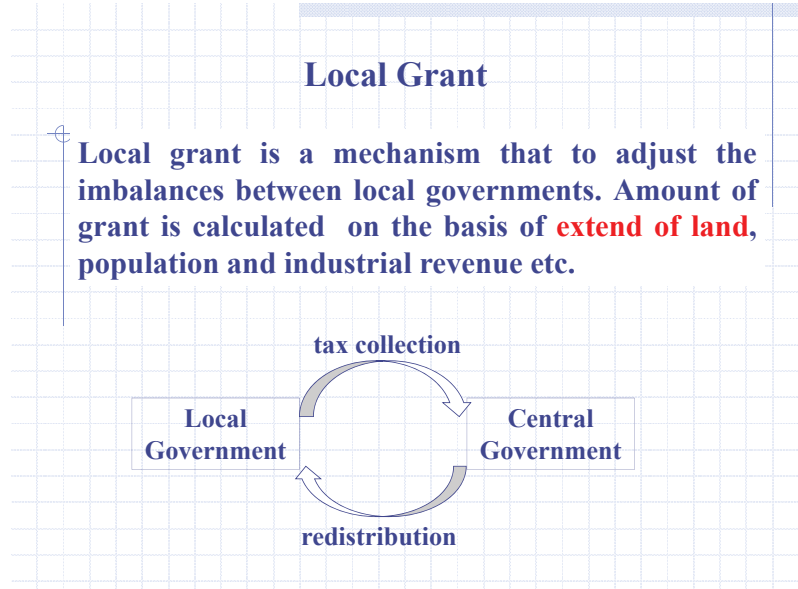 Local Grant
Local grant is a mechanism that to adjust the
imbalances between local governments. Amount of
grant is calculated on the basis of extend of land,
population and industrial revenue etc.
tax collection
Local
Government
Central
Government
redistribution